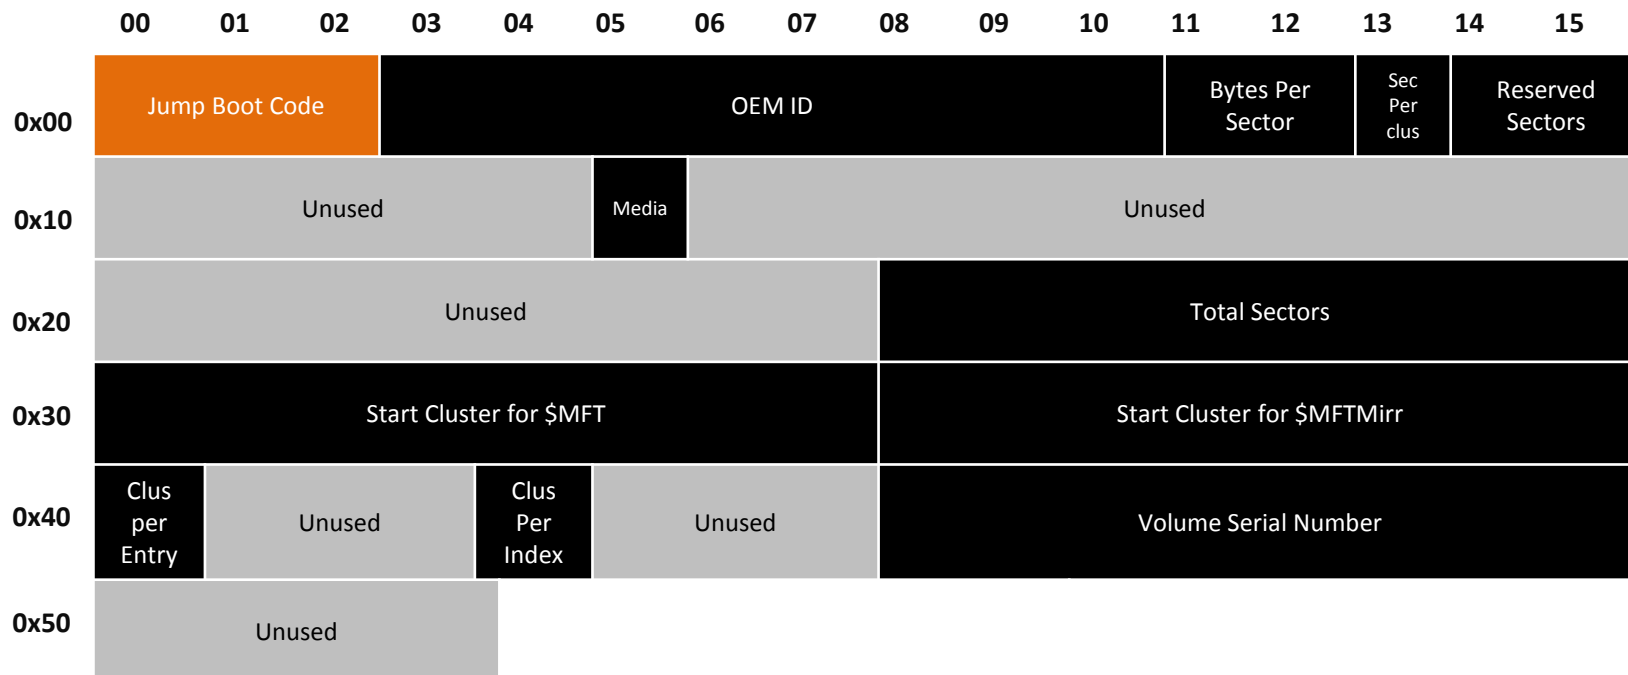 00 01 02 03 04 05 06 07 08 09 10 11 12 13 14 15
0x00
Jump Boot Code
OEM ID
Bytes Per
Sector
Sec
Per
clus
Reserved
Sectors
0x10
Unused
Media
Unused
0x20
Unused
Total Sectors
0x30
Start Cluster for $MFT
Start Cluster for $MFTMirr
0x40
Clus
per
Entry
Unused
Clus
Per
Index
Unused
Volume Serial Number
0x50
Unused